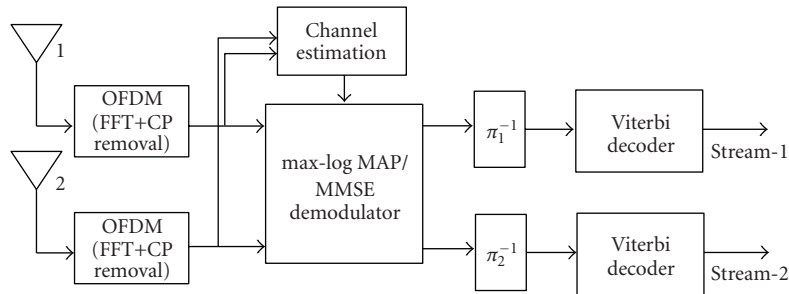 Channel
estimation
1
OFDM
(FFT+CP
removal)
max-log MAP/
MMSE
demodulator
π₁⁻¹
Viterbi
decoder
Stream-1
2
OFDM
(FFT+CP
removal)
π₂⁻¹
Viterbi
decoder
Stream-2